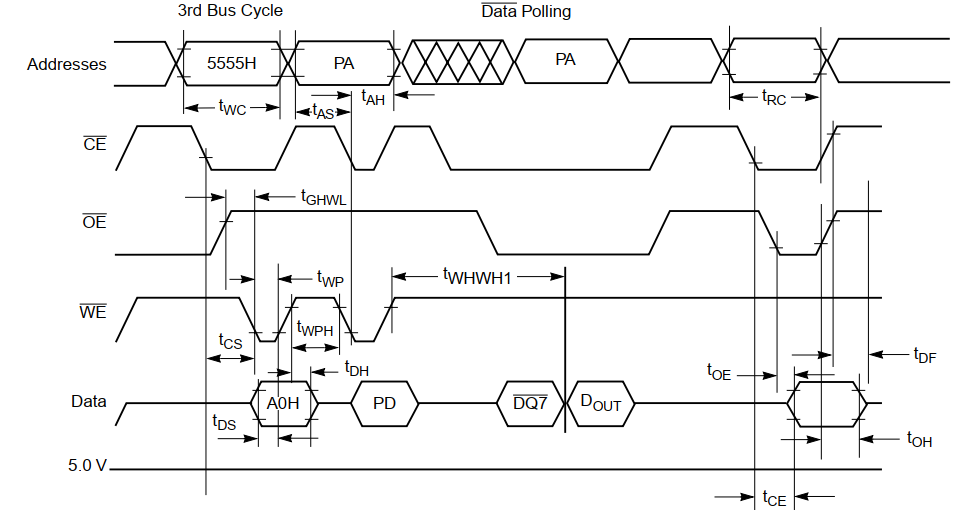 3rd Bus Cycle
Data Polling
Addresses
5555H
PA
PA
tAH
tWC
tAS
tRC
CE
tGHWL
OE
tWP
tWHWH1
WE
tWPH
tCS
tDH
tOE
tDF
Data
A0H
PD
DQ7
DOUT
tDS
tOH
5.0 V
tCE